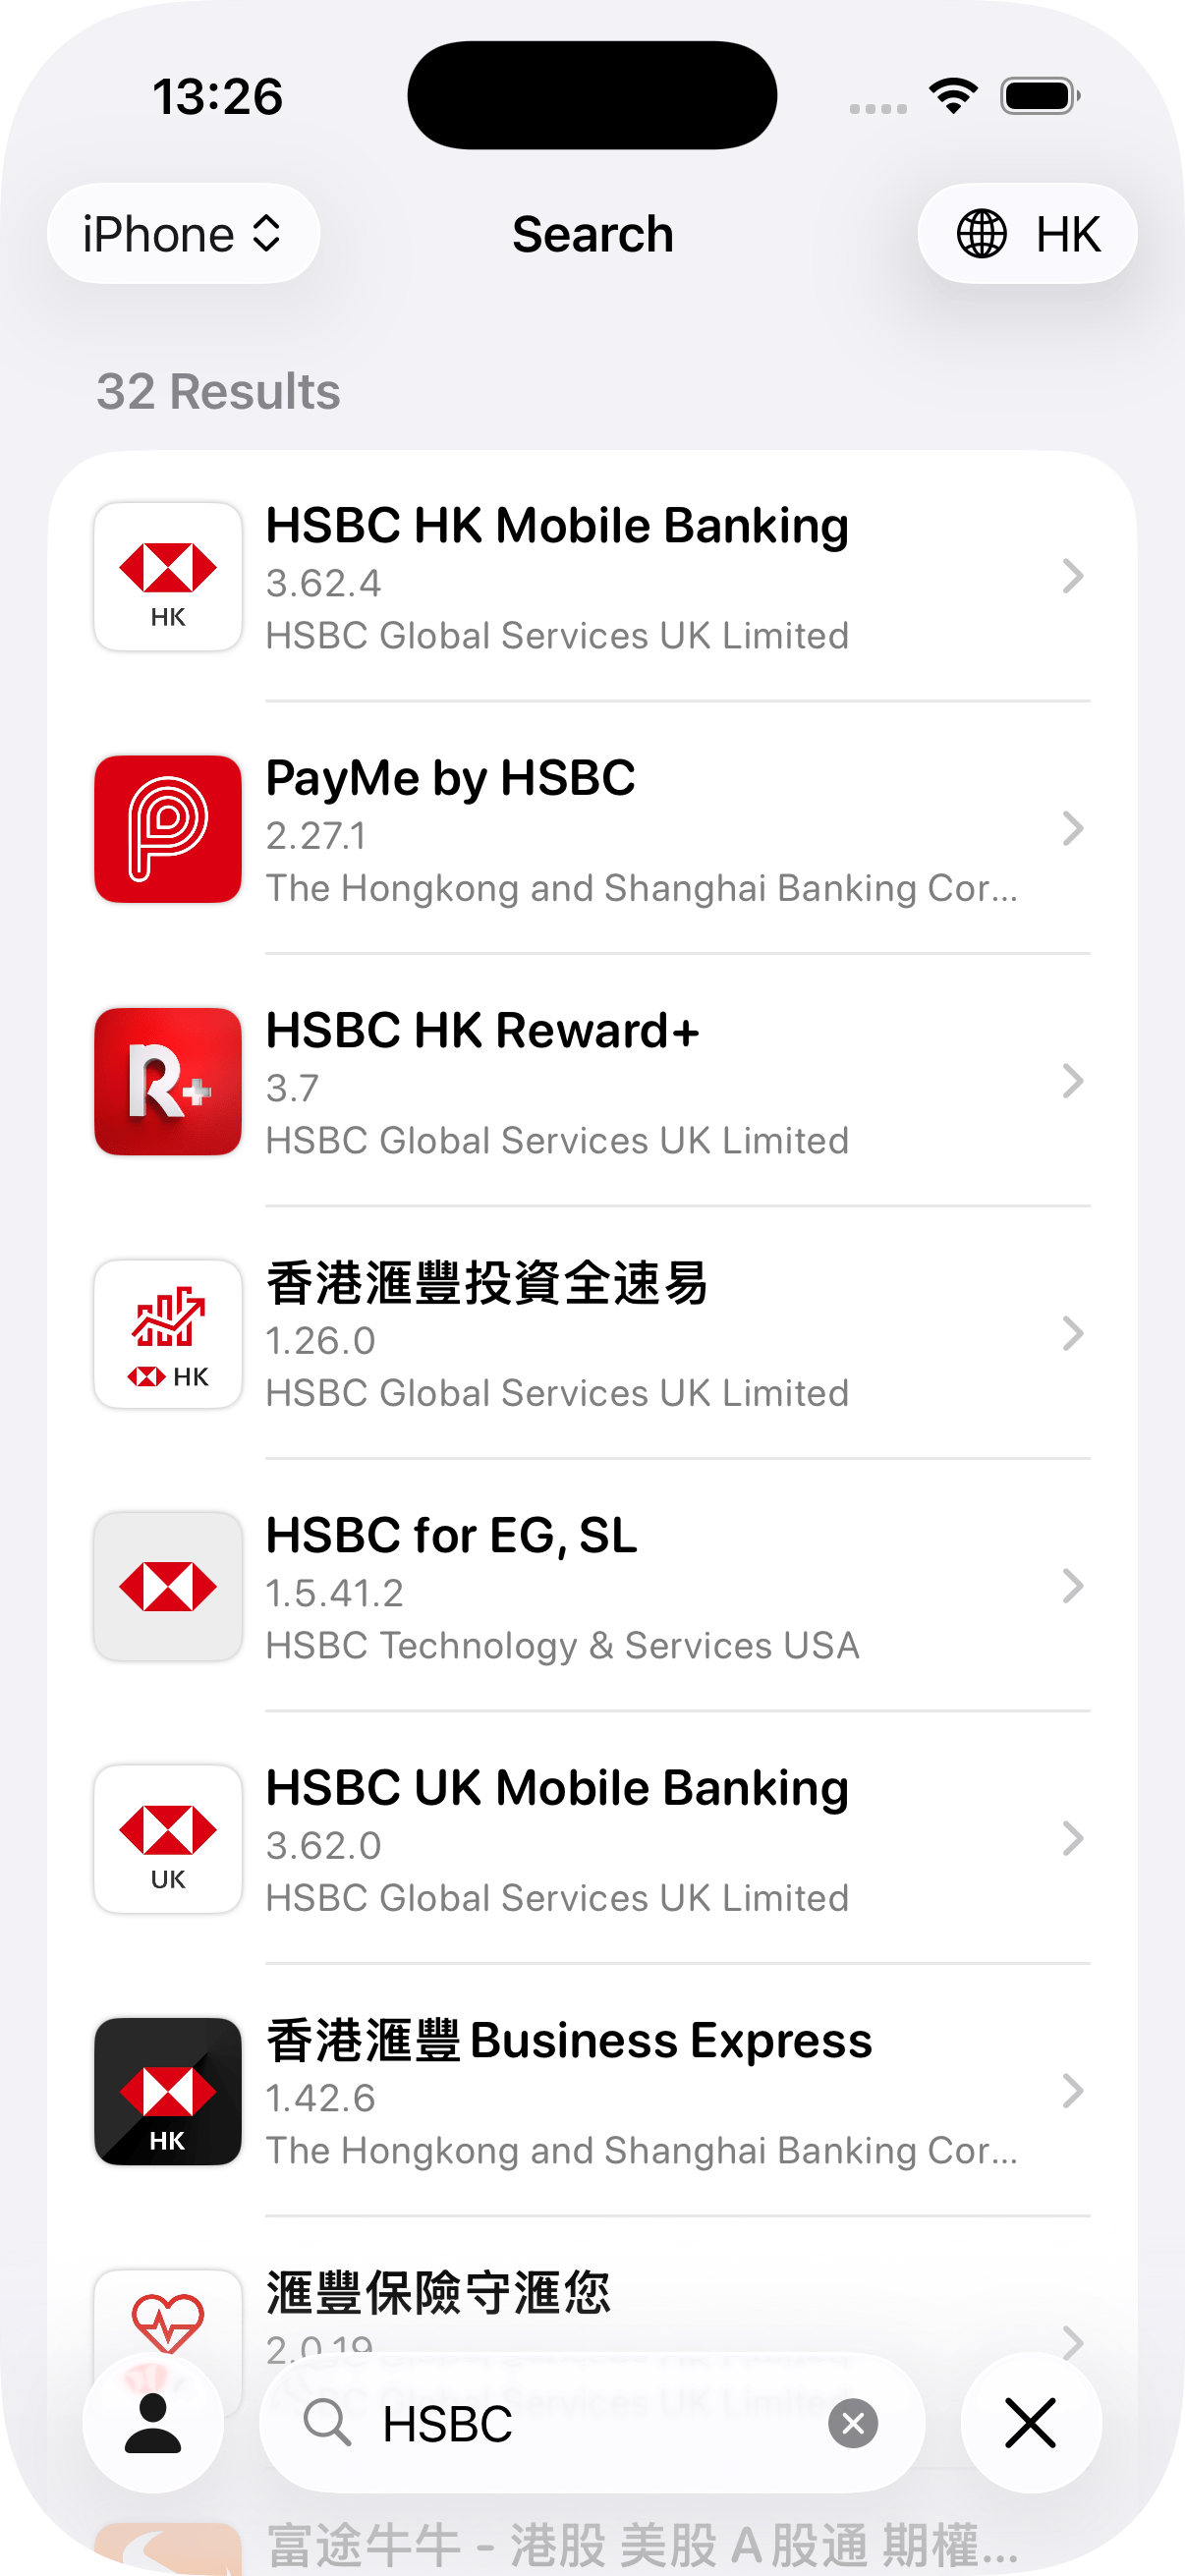 13:26
iPhone
Search
HK
32 Results
HSBC HK Mobile Banking
3.62.4
HSBC Global Services UK Limited
HK
PayMe by HSBC
2.27.1
The Hongkong and Shanghai Banking Cor...
HSBC HK Reward+
3.7
HSBC Global Services UK Limited
R+
香港滙豐投資全速易
1.26.0
HSBC Global Services UK Limited
HK
HSBC for EG, SL
1.5.41.2
HSBC Technology & Services USA
HSBC UK Mobile Banking
3.62.0
HSBC Global Services UK Limited
UK
香港滙豐Business Express
1.42.6
The Hongkong and Shanghai Banking Cor...
HK
滙豐保險守滙您
2.0.19
HSBC
富途牛牛 - 港股 美股 A股通 期權...